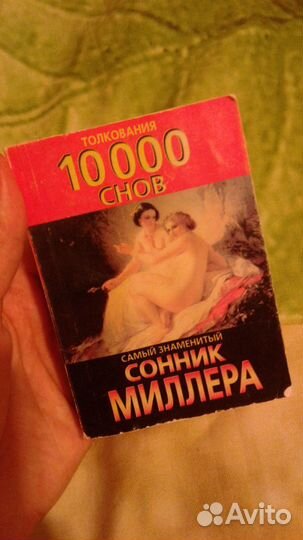 ТОЛКОВАНИЯ
10 000
СНОВ
САМЫЙ ЗНАМЕНИТЫЙ
СОННИК
МИЛЛЕРА
Avito